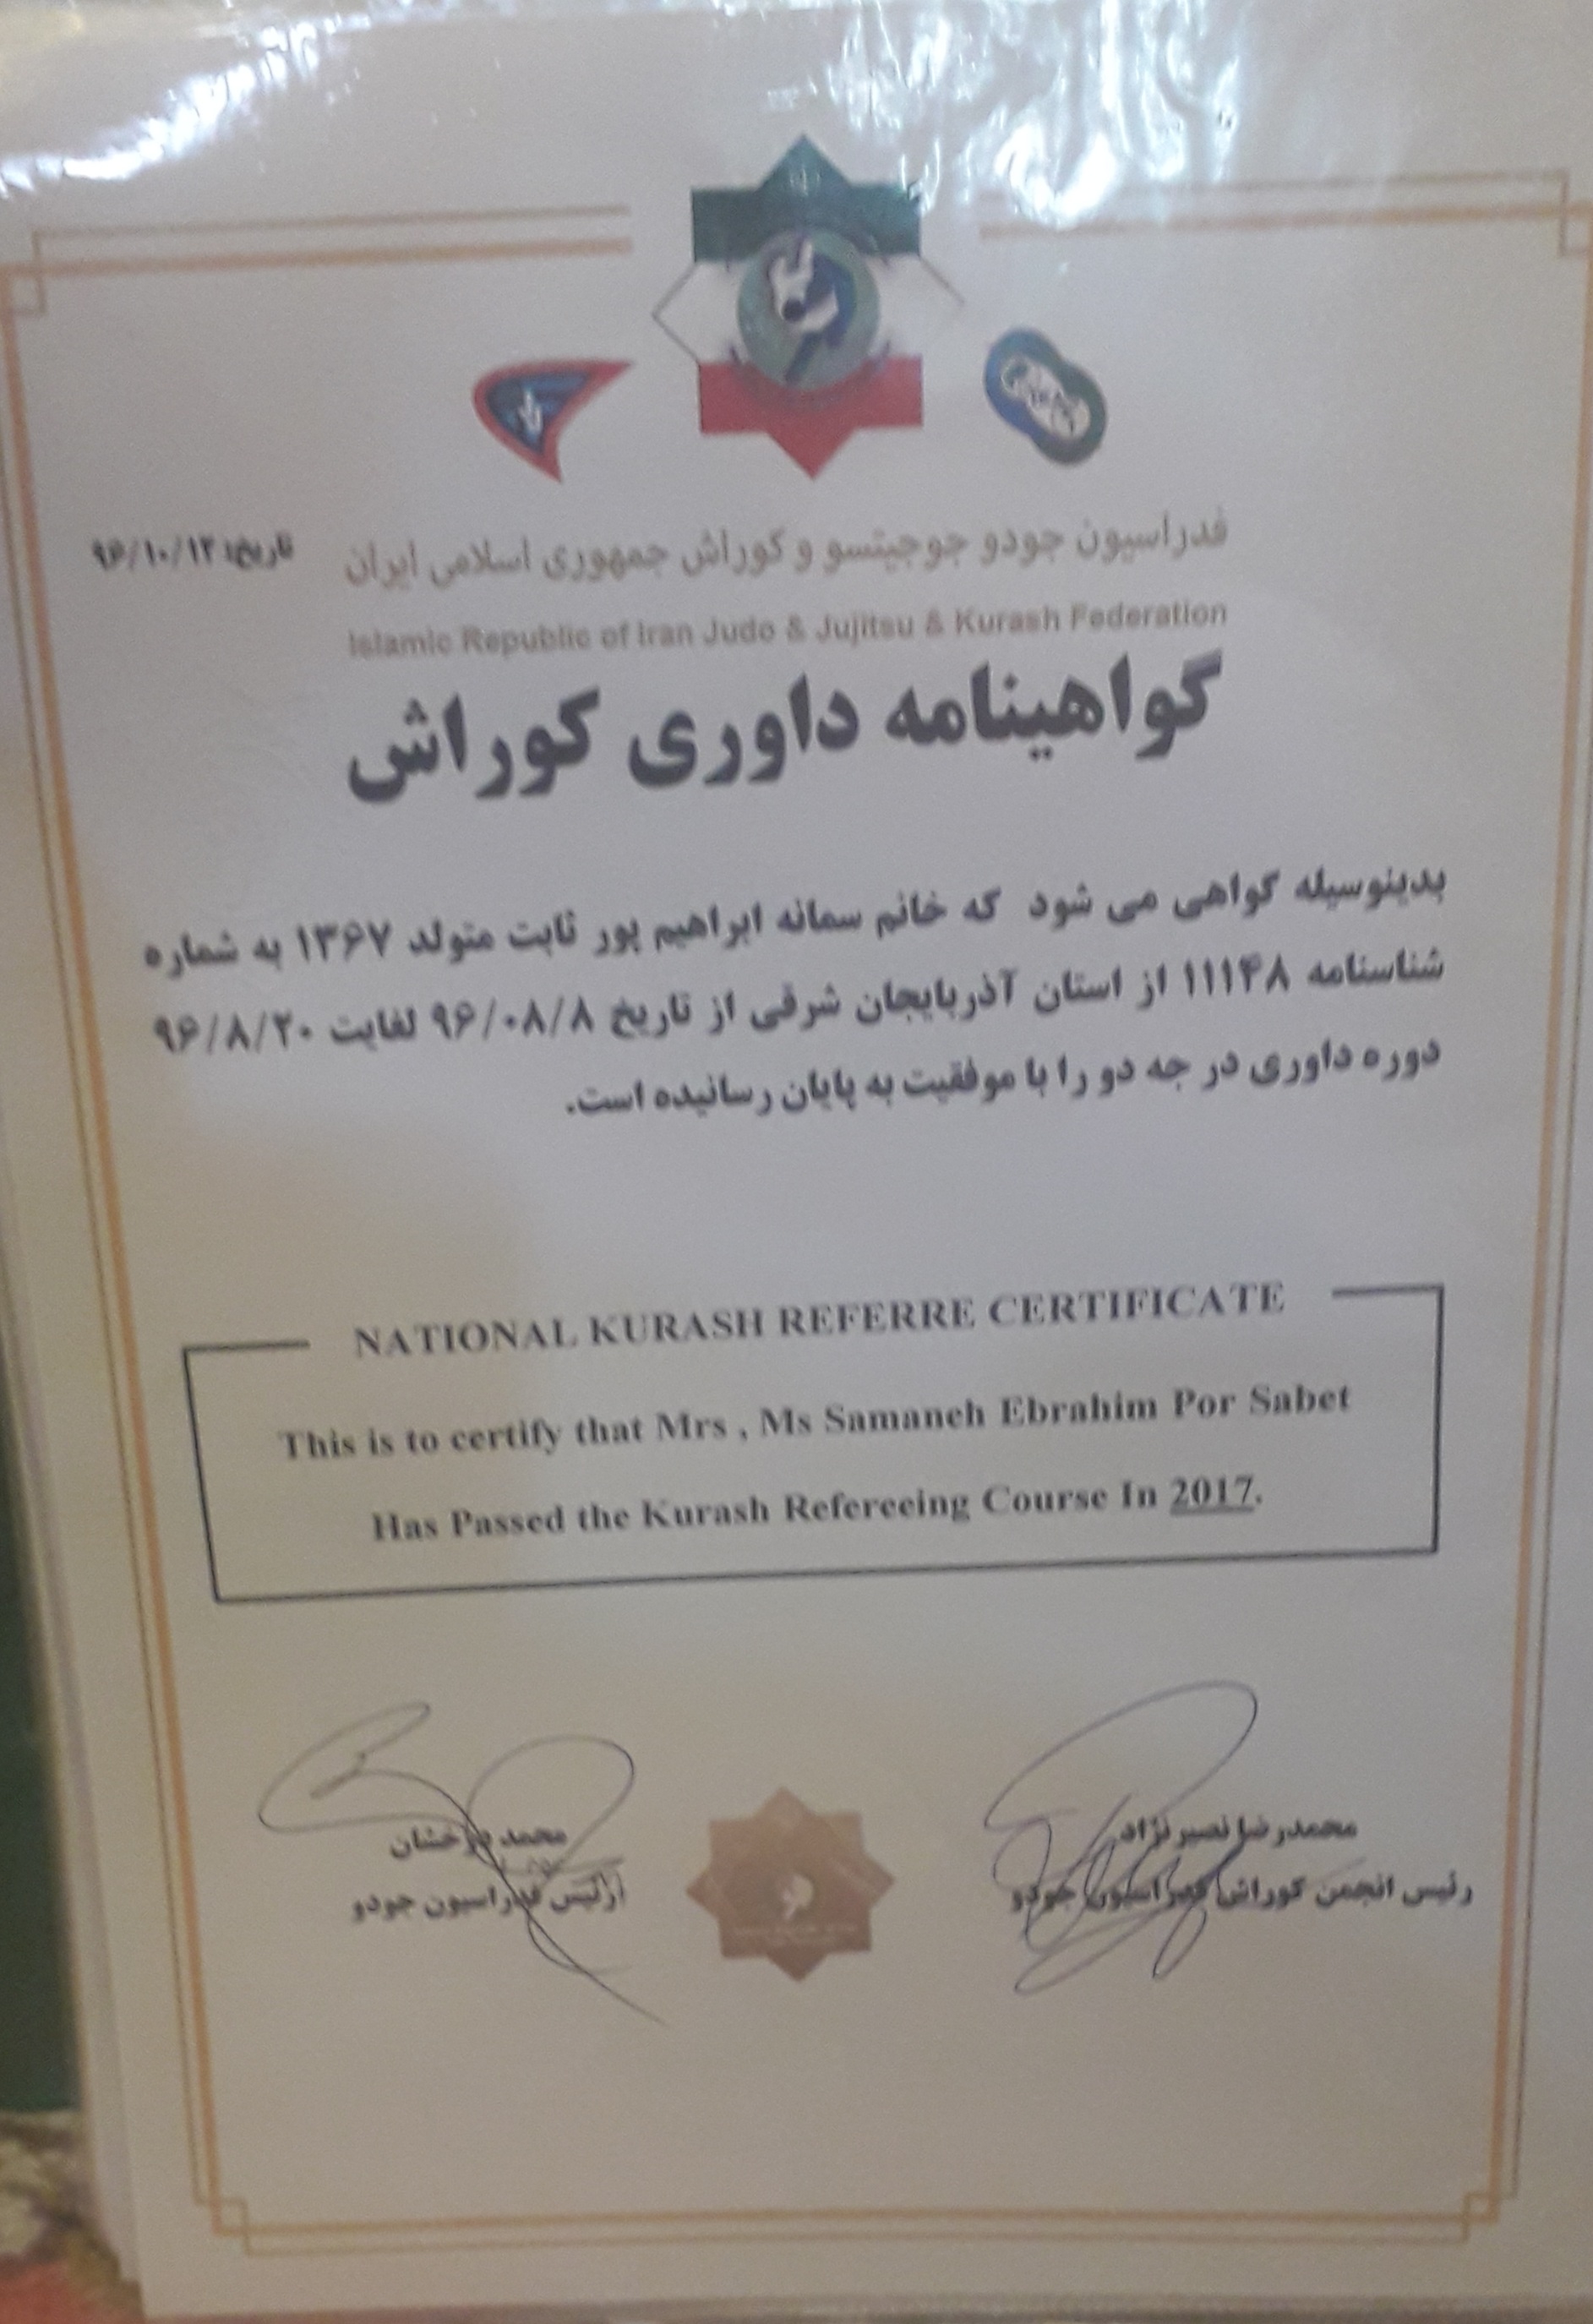 فدراسیون جودو جوجیتسو و کوراش جمهوری اسلامی ایران
تاریخ: ۹۶/۱۰/۱۳
Islamic Republic of Iran Judo & Jujitsu & Kurash Federation
گواهینامه داوری کوراش
بدینوسیله گواهی می شود که خانم سمانه ابراهیم پور ثابت متولد ۱۳۶۷ به شماره
شناسنامه ۱۱۱۴۸ از استان آذربایجان شرقی از تاریخ ۹۶/۰۸/۸ لغایت ۹۶/۸/۲۰
دوره داوری در جه دو را با موفقیت به پایان رسانیده است.
NATIONAL KURASH REFERRE CERTIFICATE
This is to certify that Mrs , Ms Samaneh Ebrahim Por Sabet
Has Passed the Kurash Refereeing Course In 2017.
محمدرضا نصیرنژاد
رئیس انجمن کوراش فدراسیون جودو
محمد درخشان
رئیس فدراسیون جودو